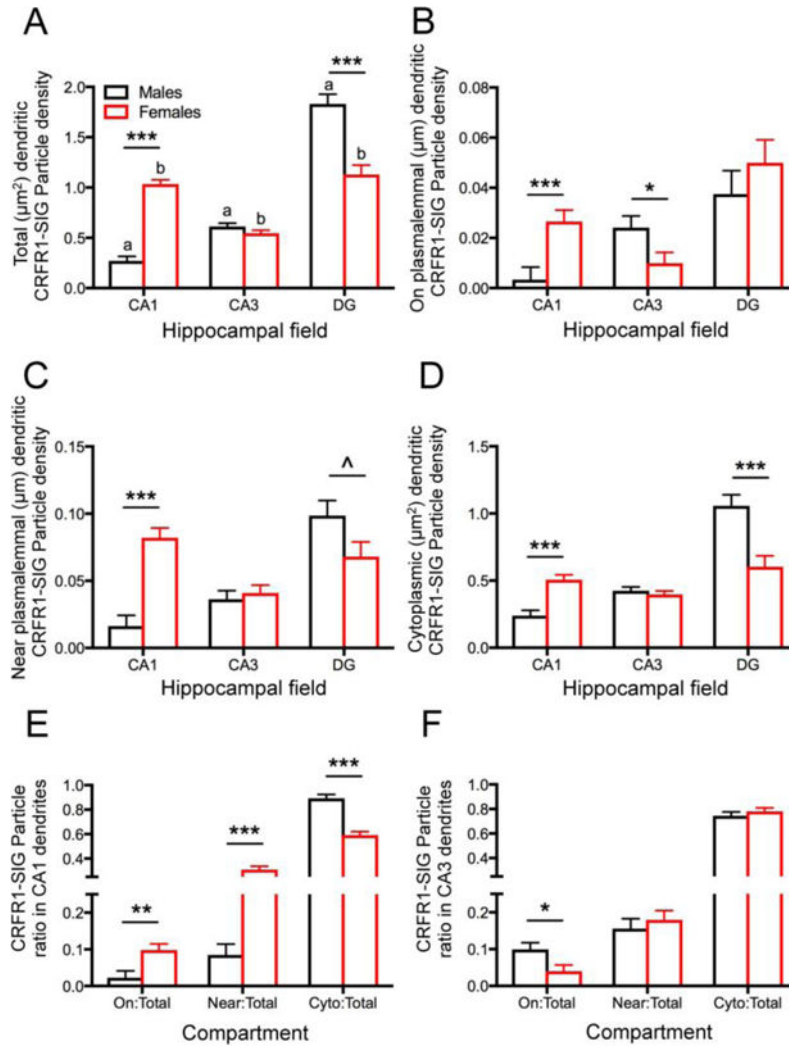 A
Total (µm²) dendritic
CRFR1-SIG Particle density
2.0
1.5
1.0
0.5
0.0
Males
Females
***
***
a
b
a
b
a
b
CA1
CA3
DG
Hippocampal field
B
On plasmalemmal (µm) dendritic
CRFR1-SIG Particle density
0.08
0.06
0.04
0.02
0.00
***
*
CA1
CA3
DG
Hippocampal field
C
Near plasmalemmal (µm) dendritic
CRFR1-SIG Particle density
0.15
0.10
0.05
0.00
***
^
CA1
CA3
DG
Hippocampal field
D
Cytoplasmic (µm²) dendritic
CRFR1-SIG Particle density
1.5
1.0
0.5
0.0
***
***
CA1
CA3
DG
Hippocampal field
E
CRFR1-SIG Particle
ratio in CA1 dendrites
1.0
0.8
0.6
0.4
0.2
0.1
0.0
**
***
***
On:Total
Near:Total
Cyto:Total
Compartment
F
CRFR1-SIG Particle
ratio in CA3 dendrites
1.0
0.8
0.6
0.4
0.2
0.1
0.0
*
On:Total
Near:Total
Cyto:Total
Compartment